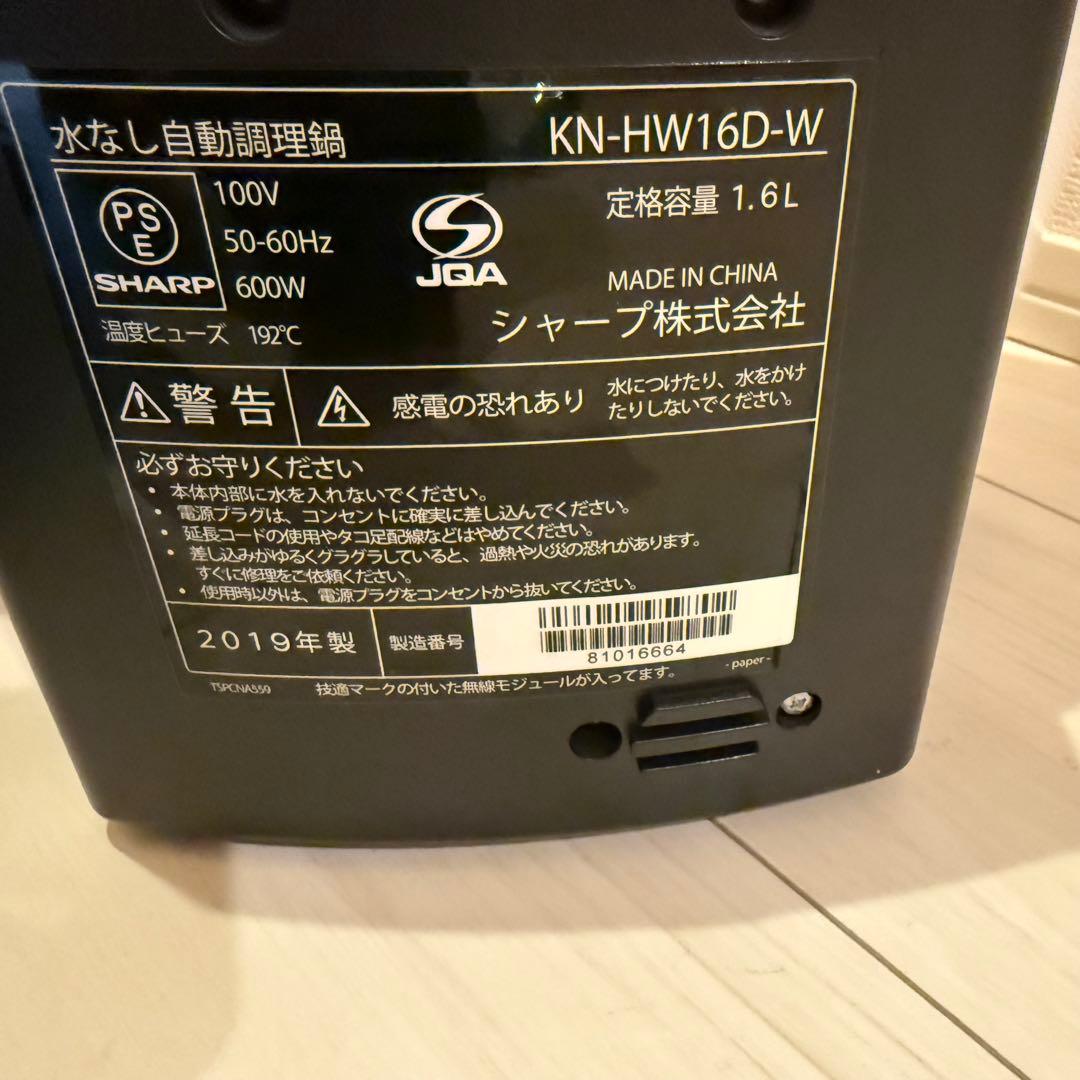 水なし自動調理鍋 KN-HW16D-W
PSE
SHARP
100V
50-60Hz
600W
温度ヒューズ 192℃
JQA
定格容量 1.6L
MADE IN CHINA
シャープ株式会社
警告
感電の恐れあり
水につけたり、水をかけ
たりしないでください。
必ずお守りください
・本体内部に水を入れないでください。
・電源プラグは、コンセントに確実に差し込んでください。
・延長コードの使用やタコ足配線などはやめてください。
・差し込みがゆるくグラグラしていると、過熱や火災の恐れがあります。
すぐに修理をご依頼ください。
・使用時以外は、電源プラグをコンセントから抜いてください。
2019年製
製造番号
81016664
- paper -
TSPCNA559
技適マークの付いた無線モジュールが入ってます。